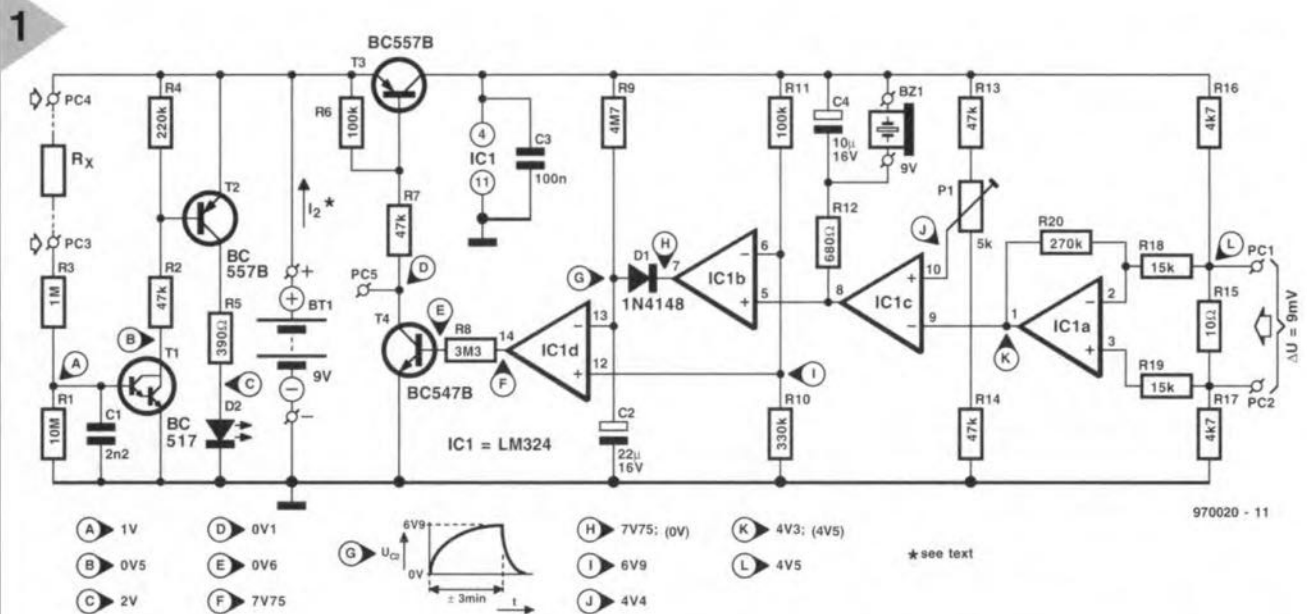 1
BC557B
T3
PC4
R4
220k
R6
100k
R9
4M7
R11
100k
C4
10µ
16V
BZ1
9V
R13
47k
R16
4k7
4
IC1
11
C3
100n
RX
T2
I2 *
R7
47k
R12
680Ω
P1
5k
J
R20
270k
R18
15k
L
PC1
PC3
R3
1M
R2
47k
BC
557B
BT1
9V
PC5
D
D1
1N4148
G
H
7
6
5
IC1b
8
10
9
IC1c
1
2
3
IC1a
K
R15
10Ω
ΔU = 9mV
B
R5
390Ω
T4
E
R8
3M3
14
F
13
12
IC1d
I
R19
15k
PC2
A
T1
C
BC547B
R10
330k
R14
47k
R17
4k7
R1
10M
C1
2n2
BC
517
D2
IC1 = LM324
C2
22µ
16V
970020 - 11
A 1V
B 0V5
C 2V
D 0V1
E 0V6
F 7V75
G UC2
6V9
0V
± 3min
t
H 7V75; (0V)
I 6V9
J 4V4
K 4V3; (4V5)
L 4V5
* see text